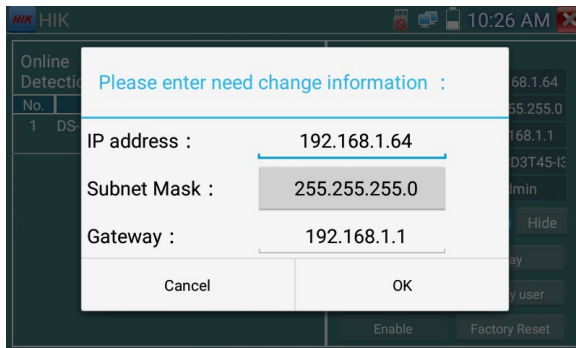 HIK HIK 10:26 AM
Online
Detectio
No.
1 DS-
Please enter need change information :
IP address : 192.168.1.64
Subnet Mask : 255.255.255.0
Gateway : 192.168.1.1
Cancel OK
68.1.64
55.255.0
168.1.1
D3T45-I3
dmin
Hide
ay
y user
Enable Factory Reset